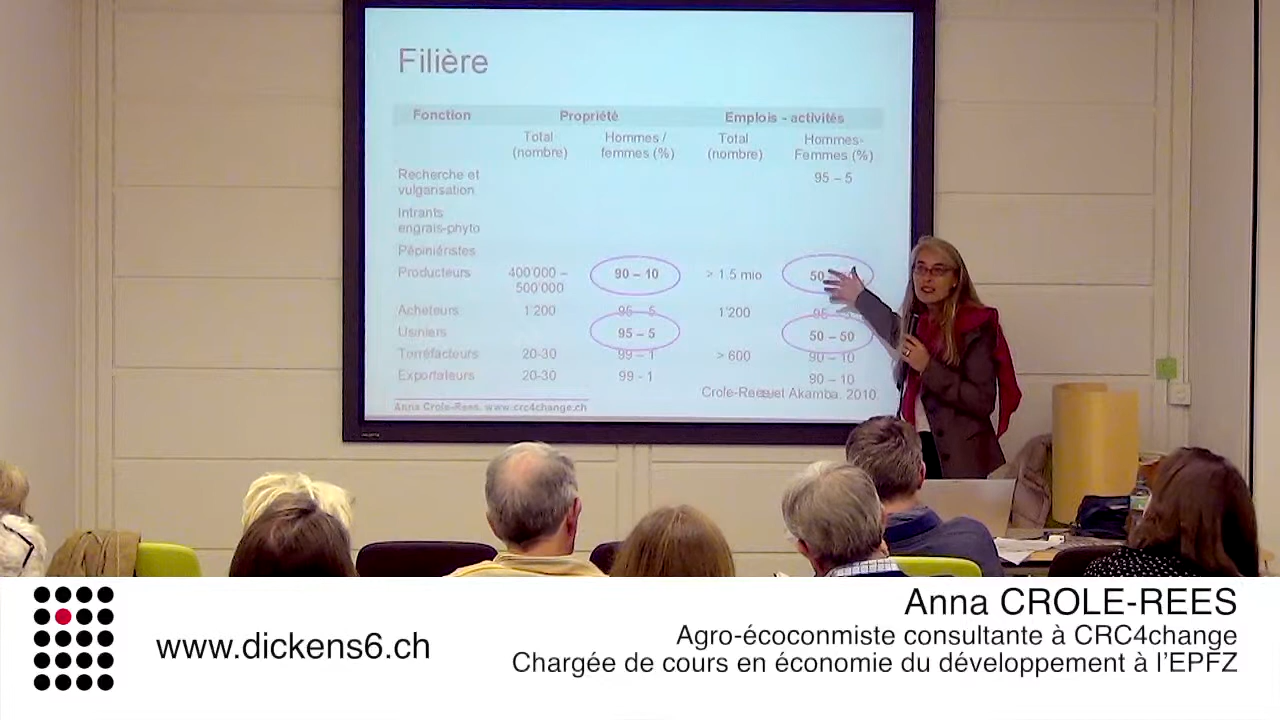 Filière
Fonction Propriété Emplois - activités
Total Hommes / Total Hommes-
(nombre) femmes (%) (nombre) Femmes (%)
Recherche et 95 – 5
vulgarisation
Intrants
engrais-phyto
Pépiniéristes
Producteurs 400'000 – 90 – 10 > 1.5 mio 50
500'000
Acheteurs 1'200 95 – 5 1'200 95 – 5
Usiniers 95 – 5 50 – 50
Torréfacteurs 20-30 99 – 1 > 600 90 – 10
Exportateurs 20-30 99 - 1 90 – 10
Akamba. 2010.
Anna Crole-Rees, www.crc4change.ch
www.dickens6.ch
Anna CROLE-REES
Agro-écoconmiste consultante à CRC4change
Chargée de cours en économie du développement à l'EPFZ